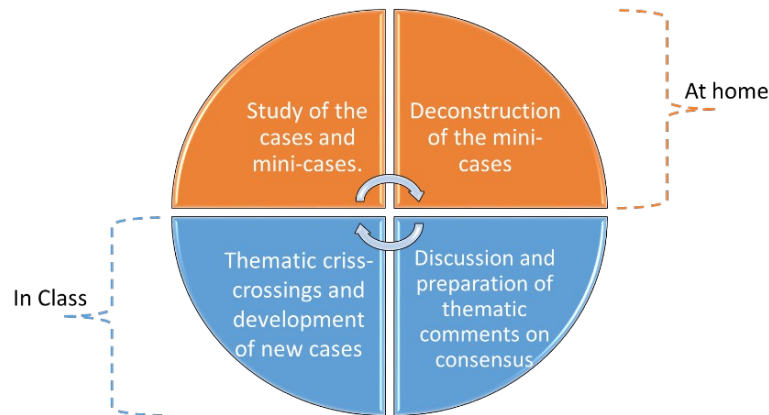 Study of the
cases and
mini-cases.
Deconstruction
of the mini-
cases
At home
In Class
Thematic criss-
crossings and
development
of new cases
Discussion and
preparation of
thematic
comments on
consensus